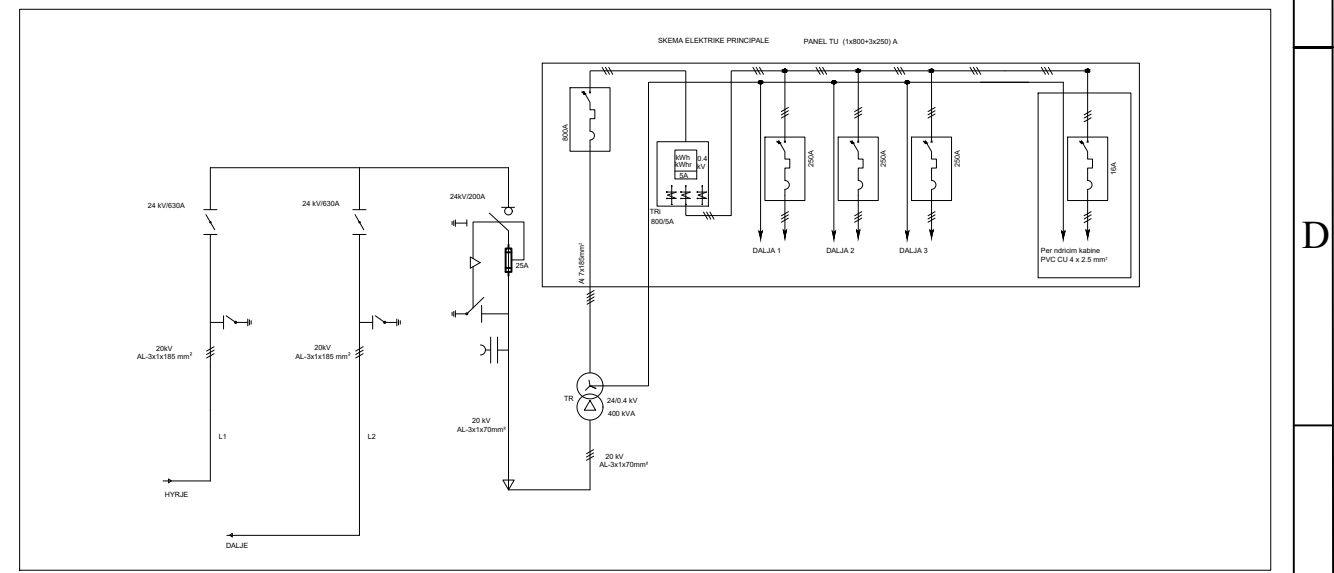 SKEMA ELEKTRIKE PRINCIPALE PANEL TU (1x800+3x250) A
800A
kWh
kWhr
5A
0.4
kV
TRi
800/5A
250A
250A
250A
16A
DALJA 1
DALJA 2
DALJA 3
Per ndricim kabine
PVC CU 4 x 2.5 mm²
24 kV/630A
24 kV/630A
24kV/200A
25A
Al 7x185mm²
20kV
AL-3x1x185 mm²
20kV
AL-3x1x185 mm²
20 kV
AL-3x1x70mm²
TR
24/0.4 kV
400 kVA
20 kV
AL-3x1x70mm²
L1
L2
HYRJE
DALJE
D